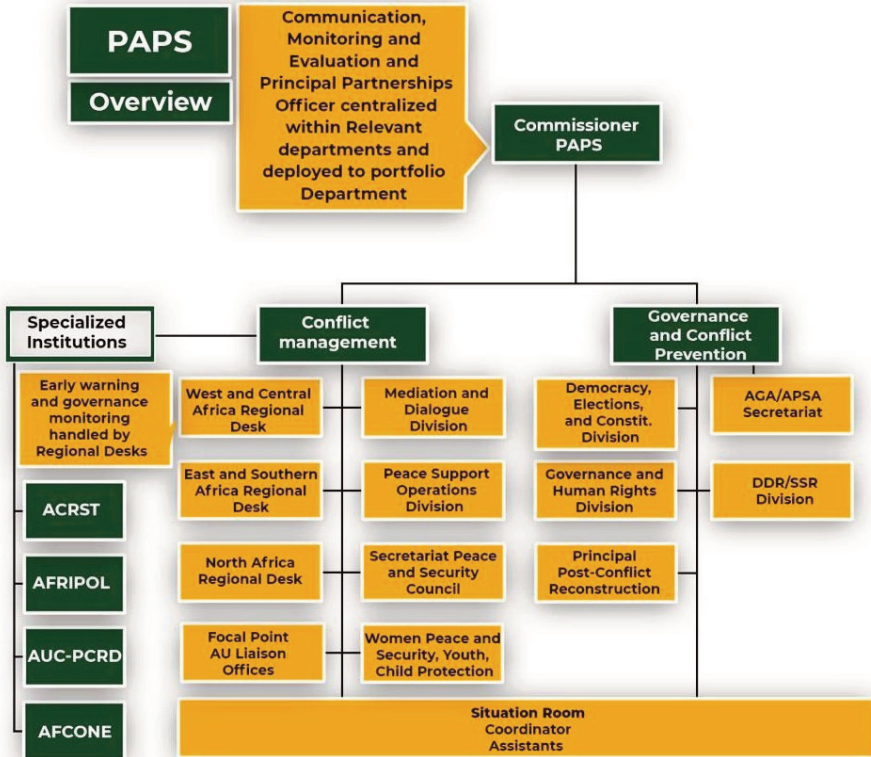 PAPS
Overview
Communication,
Monitoring and
Evaluation and
Principal Partnerships
Officer centralized
within Relevant
departments and
deployed to portfolio
Department
Commissioner
PAPS
Specialized
Institutions
Conflict
management
Governance
and Conflict
Prevention
Early warning
and governance
monitoring
handled by
Regional Desks
West and Central
Africa Regional
Desk
Mediation and
Dialogue
Division
Democracy,
Elections,
and Constit.
Division
AGA/APSA
Secretariat
East and Southern
Africa Regional
Desk
Peace Support
Operations
Division
Governance and
Human Rights
Division
DDR/SSR
Division
ACRST
North Africa
Regional Desk
Secretariat Peace
and Security
Council
Principal
Post-Conflict
Reconstruction
AFRIPOL
Focal Point
AU Liaison
Offices
Women Peace and
Security, Youth,
Child Protection
AUC-PCRD
AFCONE
Situation Room
Coordinator
Assistants